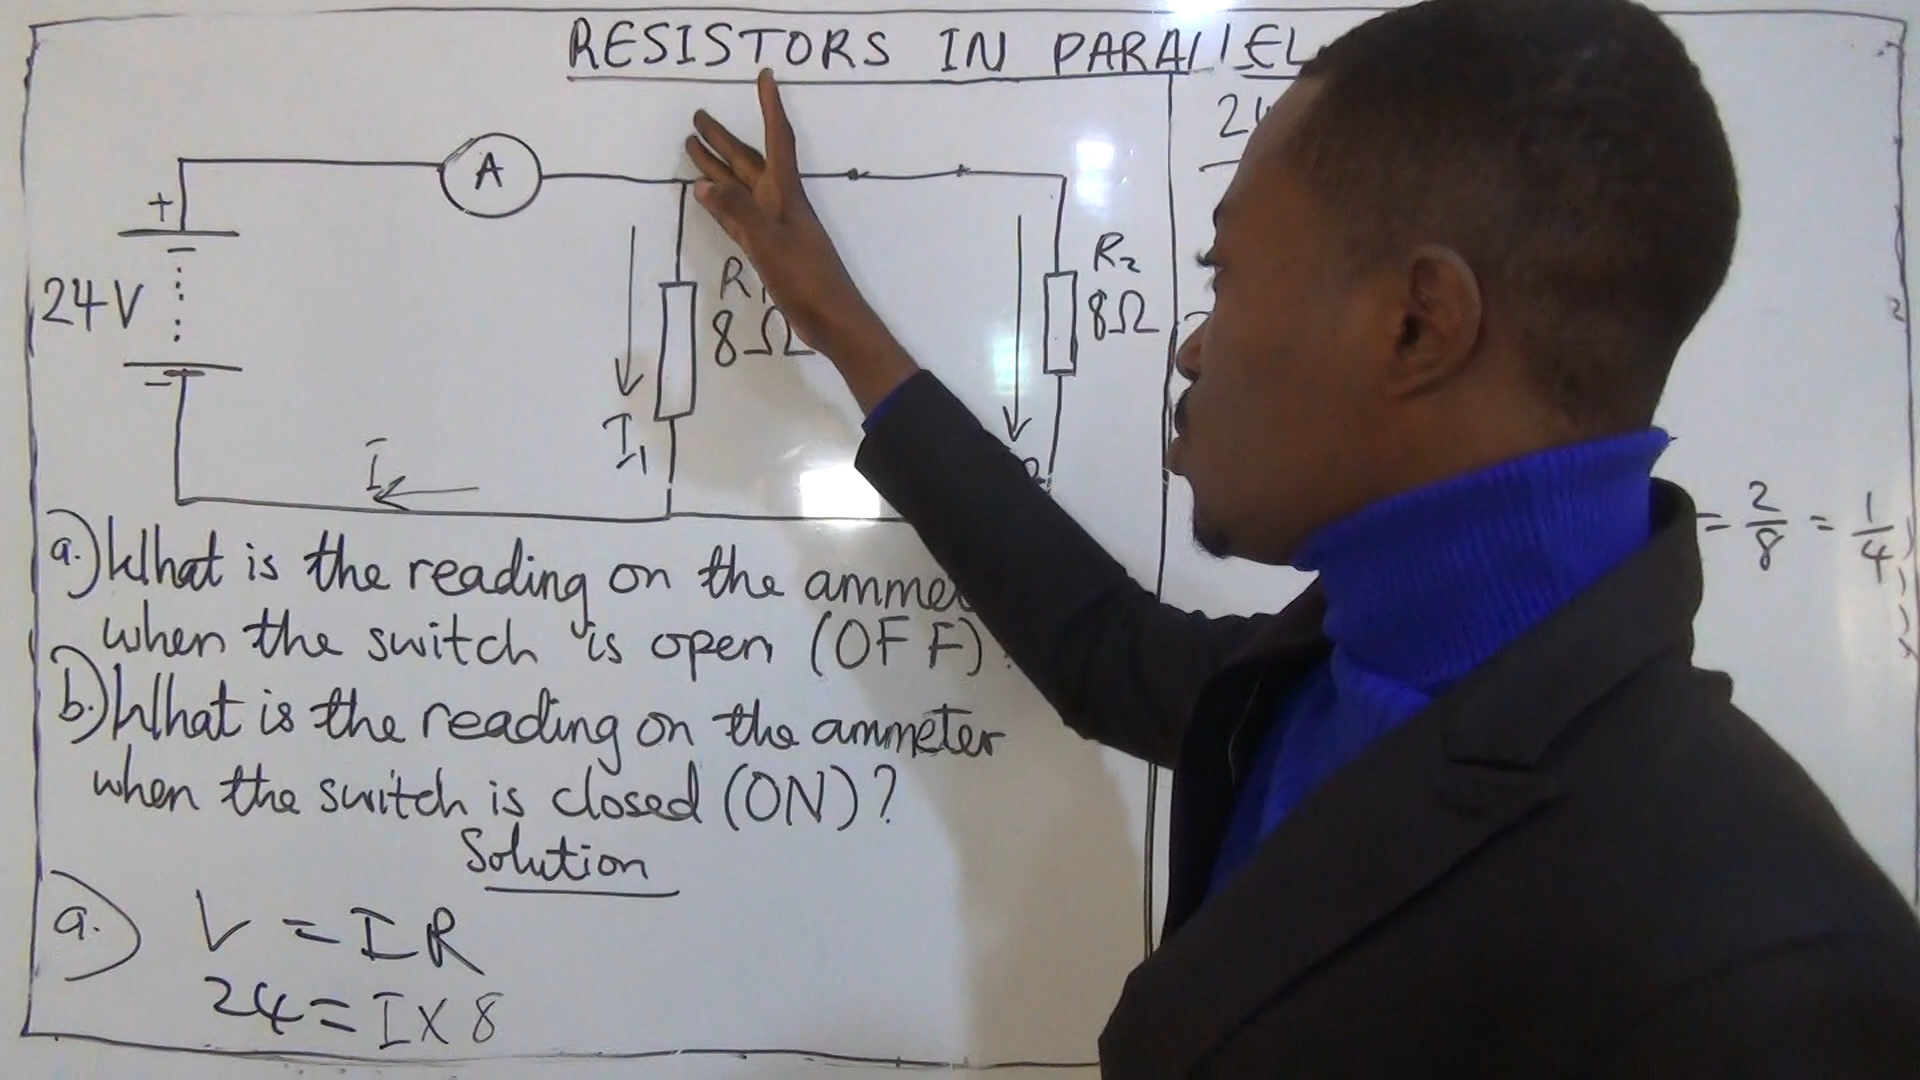 RESISTORS IN PARALLEL
A
+
24V
-
R₁
8Ω
I₁
R₂
8Ω
I
a.) What is the reading on the
when the switch is open (OFF)
b.) What is the reading on the ammeter
when the switch is closed (ON)?
Solution
a.) V = IR
24 = I X 8
= 2/8 = 1/4